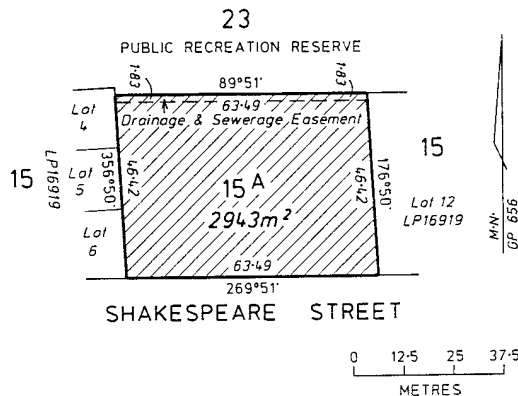 23
PUBLIC RECREATION RESERVE
1·83
89°51'
1·83
63·49
Drainage & Sewerage Easement
Lot 4
Lot 5
Lot 6
15
LP16919
356°50'
46·42
15A
2943m²
46·42
176°50'
15
Lot 12
LP16919
M.N.
GP 656
63·49
269°51'
SHAKESPEARE STREET
0 12·5 25 37·5
METRES